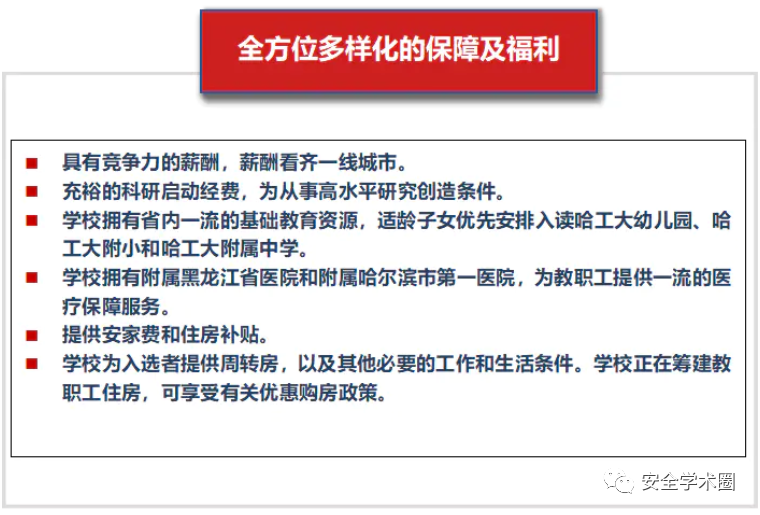 全方位多样化的保障及福利
具有竞争力的薪酬，薪酬看齐一线城市。
充裕的科研启动经费，为从事高水平研究创造条件。
学校拥有省内一流的基础教育资源，适龄子女优先安排入读哈工大幼儿园、哈
工大附小和哈工大附属中学。
学校拥有附属黑龙江省医院和附属哈尔滨市第一医院，为教职工提供一流的医
疗保障服务。
提供安家费和住房补贴。
学校为入选者提供周转房，以及其他必要的工作和生活条件。学校正在筹建教
职工住房，可享受有关优惠购房政策。
安全学术圈